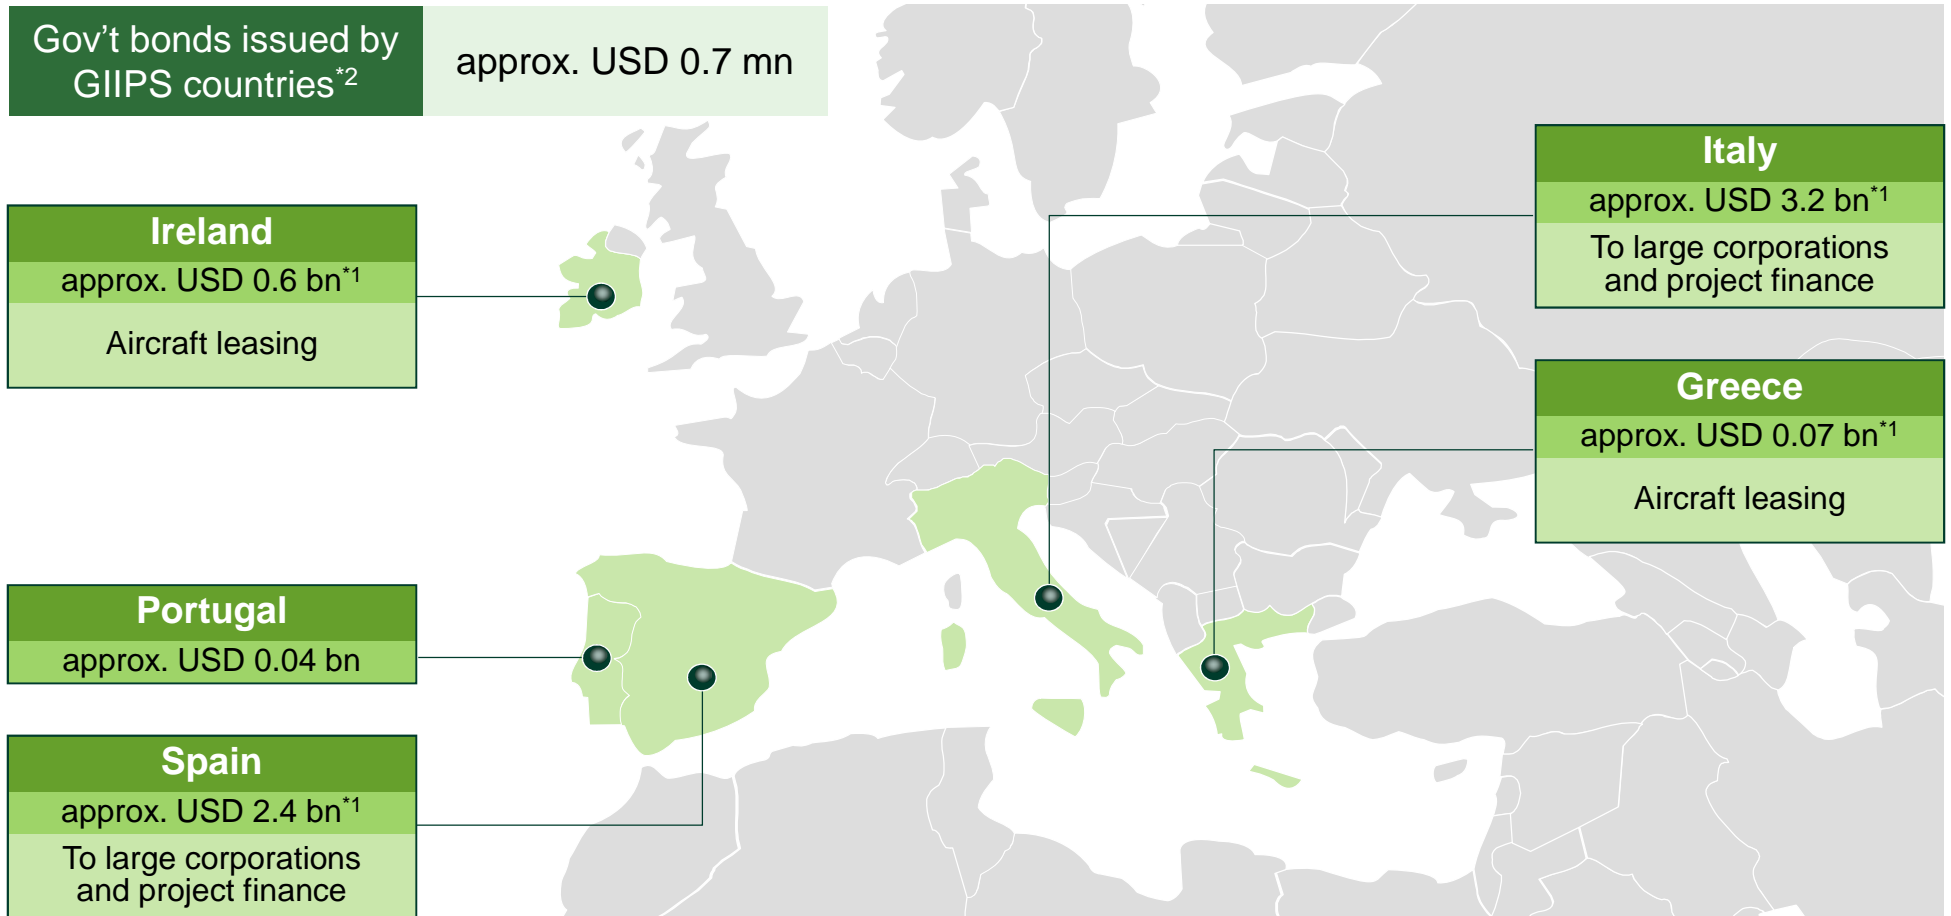 Gov’t bonds issued by
GIIPS countries*2
approx. USD 0.7 mn
Ireland
approx. USD 0.6 bn*1
Aircraft leasing
Portugal
approx. USD 0.04 bn
Spain
approx. USD 2.4 bn*1
To large corporations
and project finance
Italy
approx. USD 3.2 bn*1
To large corporations
and project finance
Greece
approx. USD 0.07 bn*1
Aircraft leasing